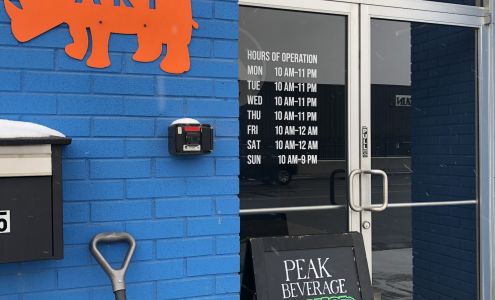 ART
HOURS OF OPERATION
MON 10 AM-11 PM
TUE 10 AM-11 PM
WED 10 AM-11 PM
THU 10 AM-11 PM
FRI 10 AM-12 AM
SAT 10 AM-12 AM
SUN 10 AM-9 PM
5
PEAK
BEVERAGE